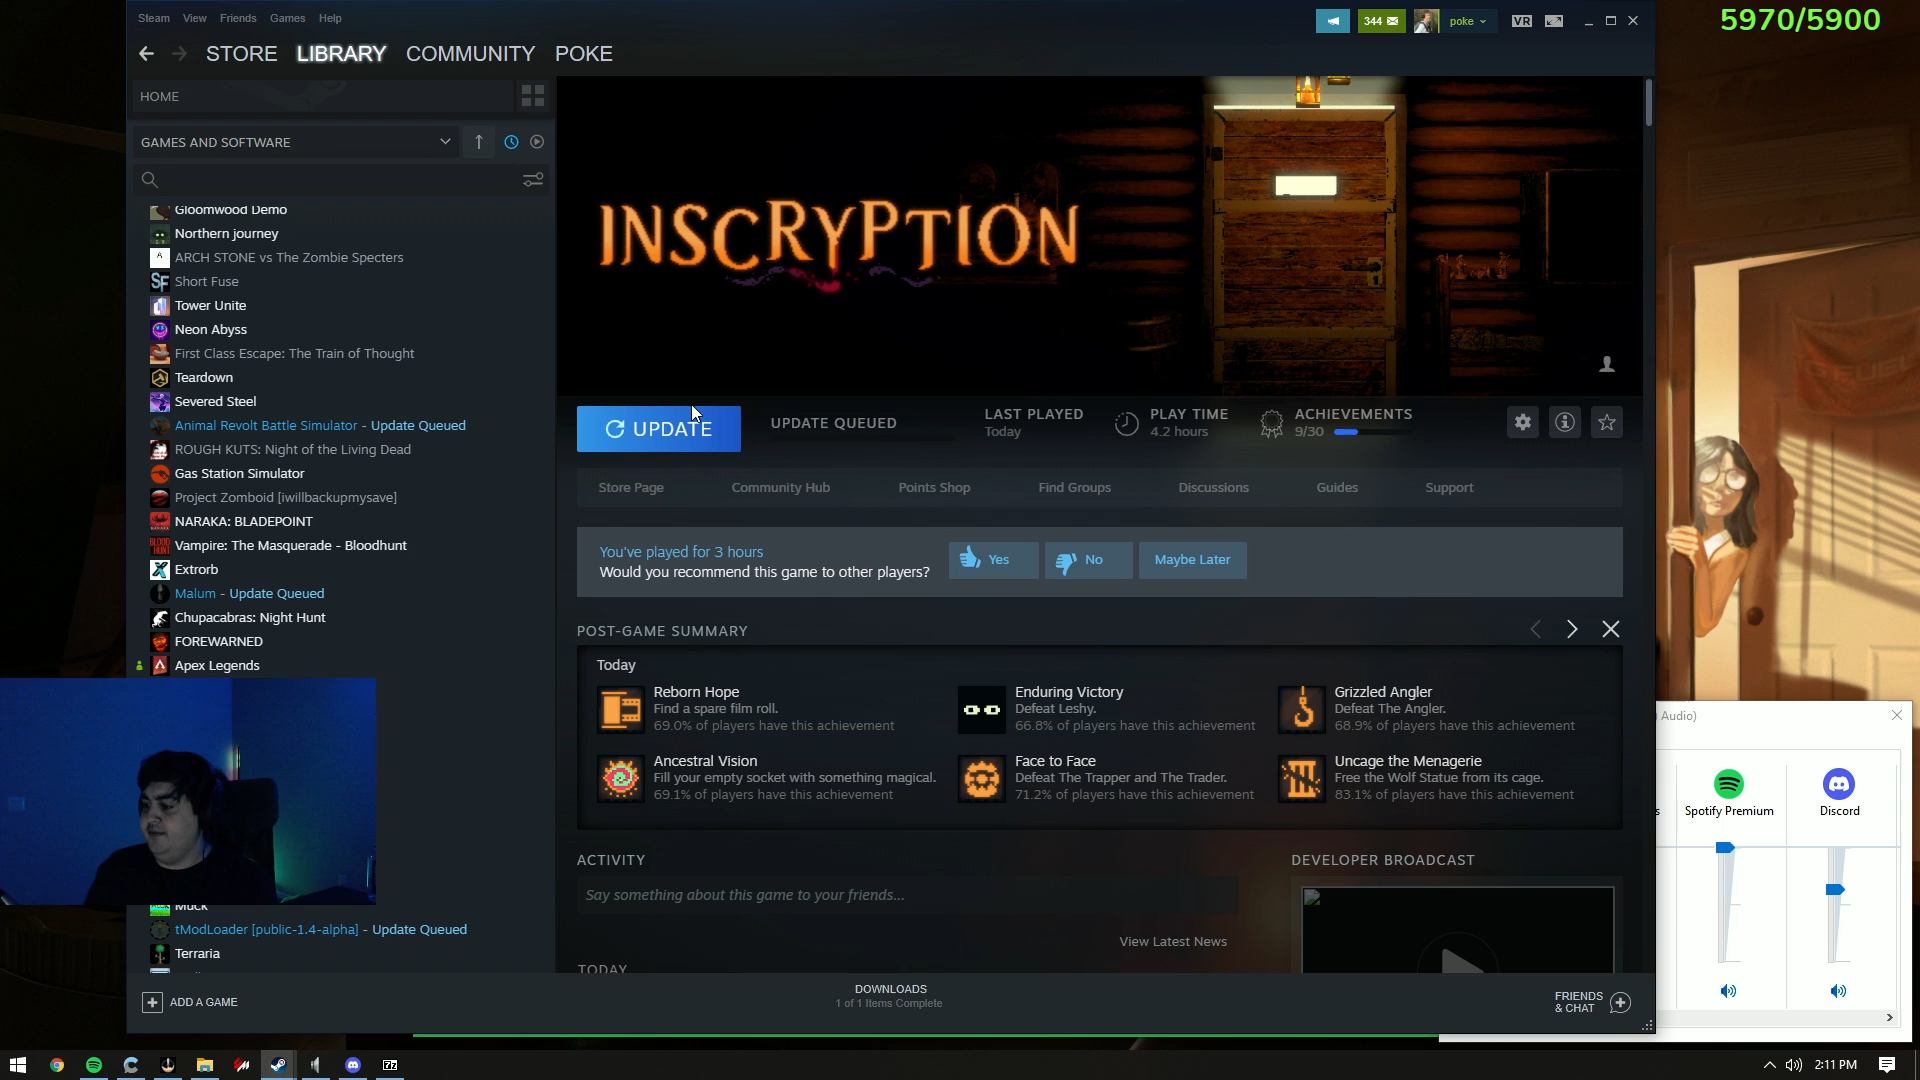 Steam View Friends Games Help
344
poke
VR
5970/5900
STORE LIBRARY COMMUNITY POKE
HOME
GAMES AND SOFTWARE
Gloomwood Demo
Northern journey
ARCH STONE vs The Zombie Specters
SF Short Fuse
Tower Unite
Neon Abyss
First Class Escape: The Train of Thought
Teardown
Severed Steel
Animal Revolt Battle Simulator - Update Queued
ROUGH KUTS: Night of the Living Dead
Gas Station Simulator
Project Zomboid [iwillbackupmysave]
NARAKA: BLADEPOINT
Vampire: The Masquerade - Bloodhunt
Extrorb
Malum - Update Queued
Chupacabras: Night Hunt
FOREWARNED
Apex Legends
Muck
tModLoader [public-1.4-alpha] - Update Queued
Terraria
ADD A GAME
INSCRYPTION
UPDATE
UPDATE QUEUED
LAST PLAYED
Today
PLAY TIME
4.2 hours
ACHIEVEMENTS
9/30
Store Page Community Hub Points Shop Find Groups Discussions Guides Support
You've played for 3 hours
Would you recommend this game to other players?
Yes
No
Maybe Later
POST-GAME SUMMARY
Today
Reborn Hope
Find a spare film roll.
69.0% of players have this achievement
Enduring Victory
Defeat Leshy.
66.8% of players have this achievement
Grizzled Angler
Defeat The Angler.
68.9% of players have this achievement
Ancestral Vision
Fill your empty socket with something magical.
69.1% of players have this achievement
Face to Face
Defeat The Trapper and The Trader.
71.2% of players have this achievement
Uncage the Menagerie
Free the Wolf Statue from its cage.
83.1% of players have this achievement
ACTIVITY
Say something about this game to your friends...
View Latest News
TODAY
DEVELOPER BROADCAST
DOWNLOADS
1 of 1 Items Complete
FRIENDS
& CHAT
Audio)
s
Spotify Premium
Discord
2:11 PM